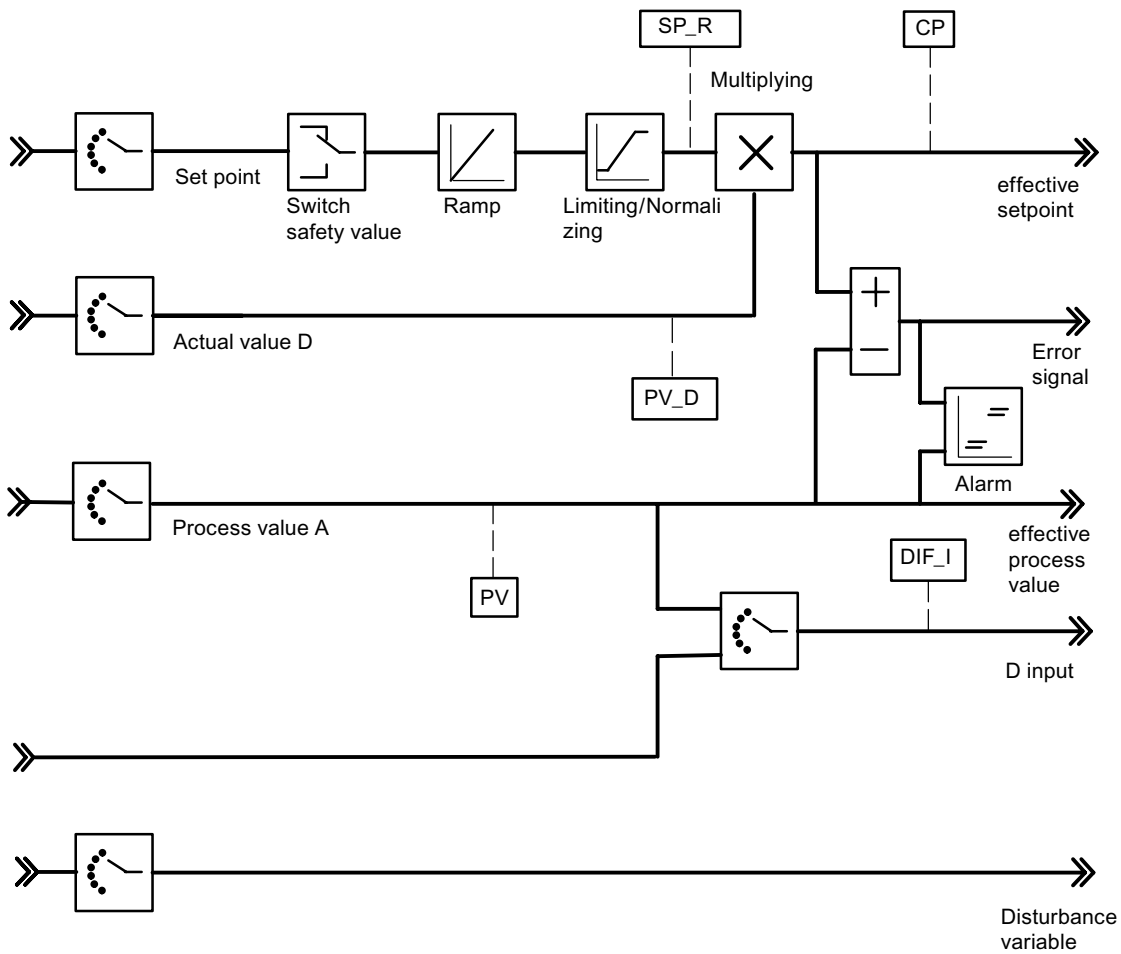 SP_R
CP
Multiplying
Set point
Switch
safety value
Ramp
Limiting/Normali
zing
effective
setpoint
Actual value D
PV_D
Error
signal
Alarm
Process value A
PV
effective
process
value
DIF_I
D input
Disturbance
variable